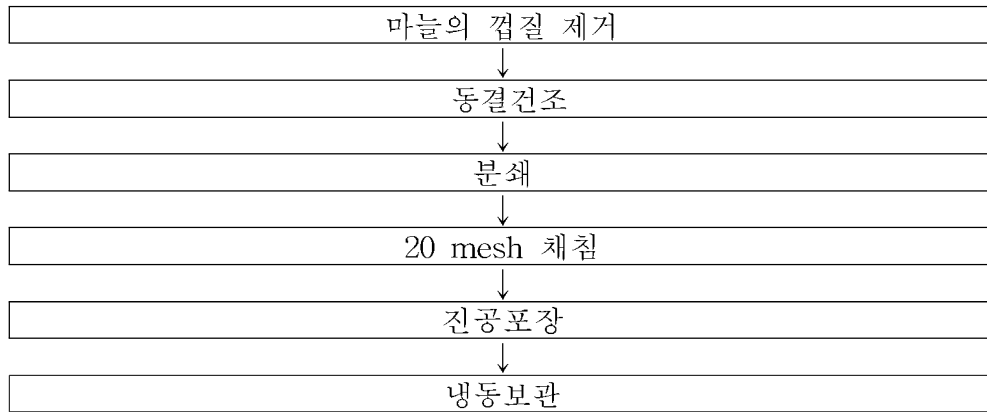 마늘의 껍질 제거
동결건조
분쇄
20 mesh 채침
진공포장
냉동보관